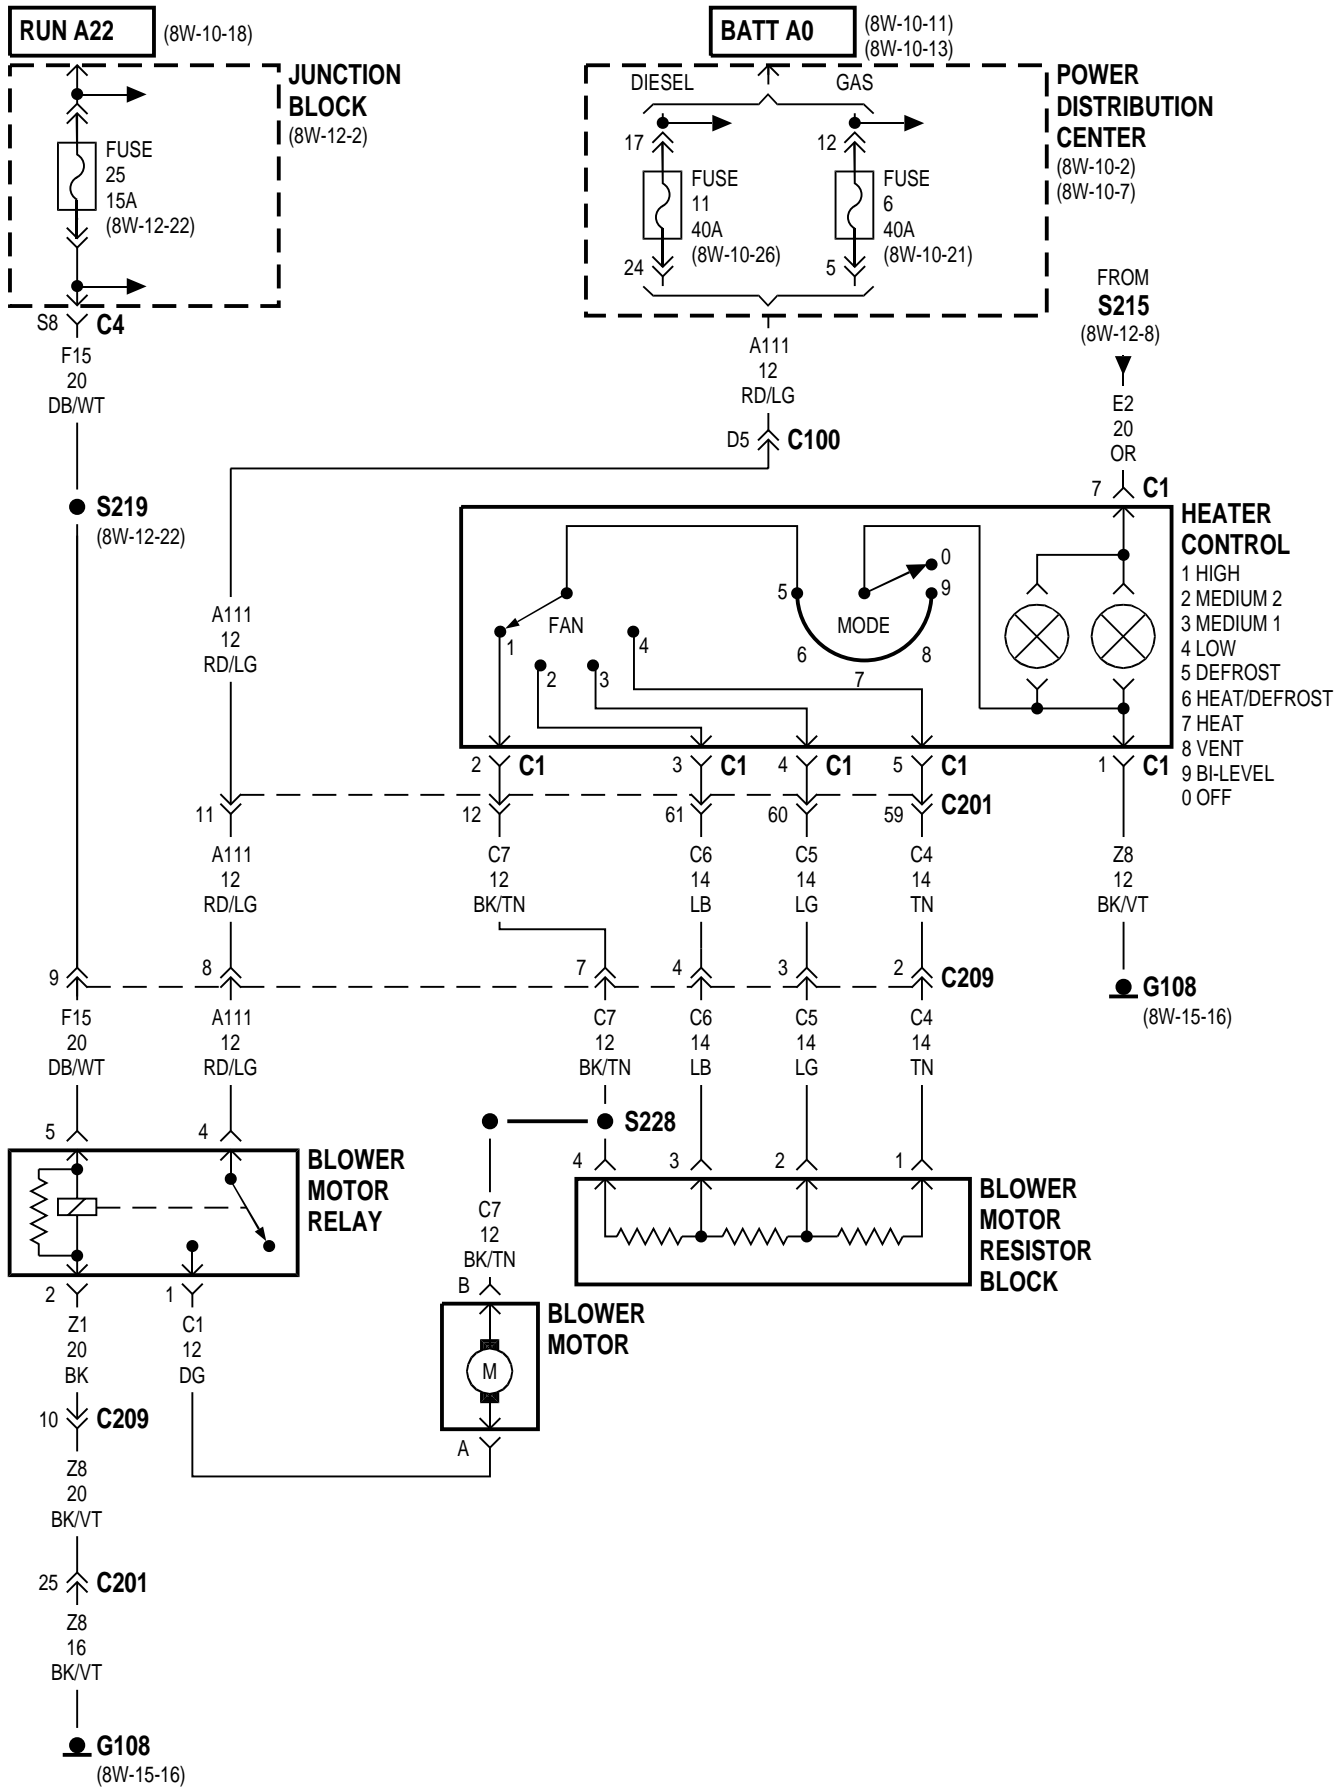 RUN A22
(8W-10-18)
BATT A0
(8W-10-11)
(8W-10-13)
JUNCTION
BLOCK
(8W-12-2)
FUSE
25
15A
(8W-12-22)
S8
C4
F15
20
DB/WT
S219
(8W-12-22)
DIESEL
GAS
17
FUSE
11
40A
(8W-10-26)
24
12
FUSE
6
40A
(8W-10-21)
5
POWER
DISTRIBUTION
CENTER
(8W-10-2)
(8W-10-7)
A111
12
RD/LG
D5
C100
FROM
S215
(8W-12-8)
E2
20
OR
7
C1
HEATER
CONTROL
1 HIGH
2 MEDIUM 2
3 MEDIUM 1
4 LOW
5 DEFROST
6 HEAT/DEFROST
7 HEAT
8 VENT
9 BI-LEVEL
0 OFF
FAN
1
2
3
4
MODE
5
6
7
8
9
0
A111
12
RD/LG
2
C1
3
C1
4
C1
5
C1
1
C1
11
12
61
60
59
C201
A111
12
RD/LG
C7
12
BK/TN
C6
14
LB
C5
14
LG
C4
14
TN
Z8
12
BK/VT
9
8
7
4
3
2
C209
G108
(8W-15-16)
F15
20
DB/WT
A111
12
RD/LG
C7
12
BK/TN
C6
14
LB
C5
14
LG
C4
14
TN
S228
5
4
BLOWER
MOTOR
RELAY
4
3
2
1
BLOWER
MOTOR
RESISTOR
BLOCK
C7
12
BK/TN
B
BLOWER
MOTOR
M
A
2
1
Z1
20
BK
C1
12
DG
10
C209
Z8
20
BK/VT
25
C201
Z8
16
BK/VT
G108
(8W-15-16)